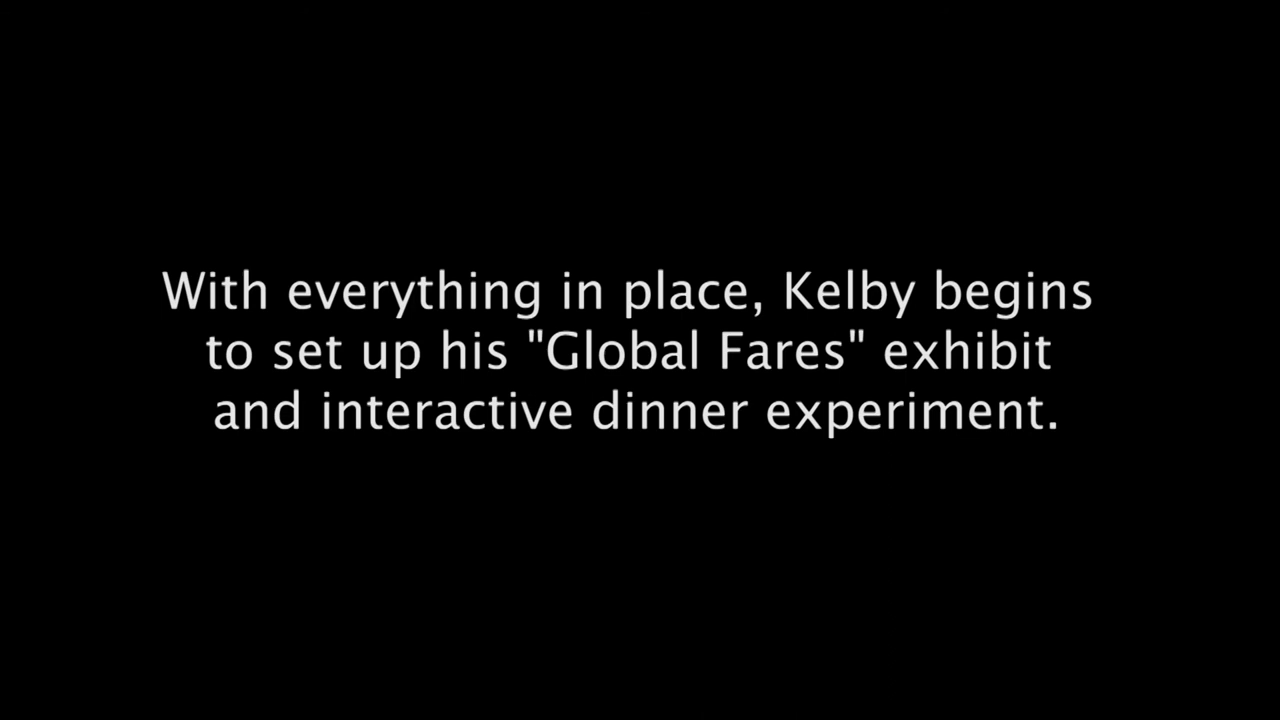 With everything in place, Kelby begins
to set up his "Global Fares" exhibit
and interactive dinner experiment.